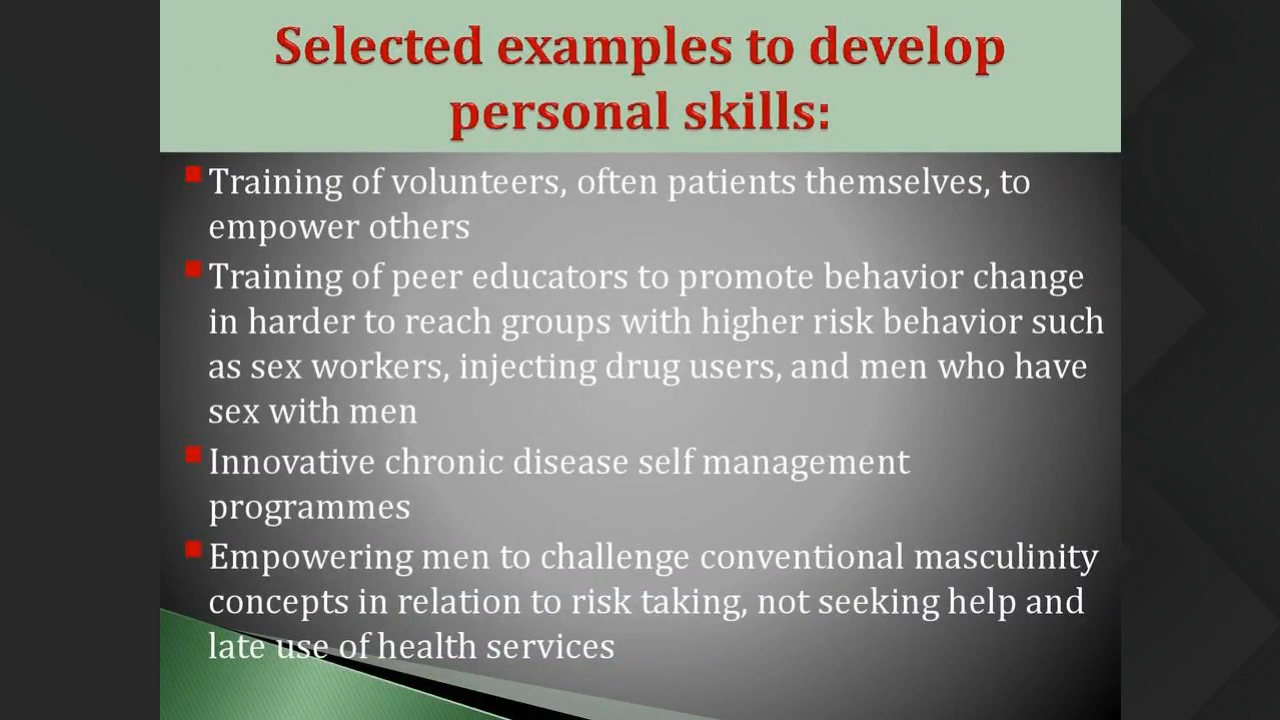 Selected examples to develop
personal skills:
Training of volunteers, often patients themselves, to
empower others
Training of peer educators to promote behavior change
in harder to reach groups with higher risk behavior such
as sex workers, injecting drug users, and men who have
sex with men
Innovative chronic disease self management
programmes
Empowering men to challenge conventional masculinity
concepts in relation to risk taking, not seeking help and
late use of health services